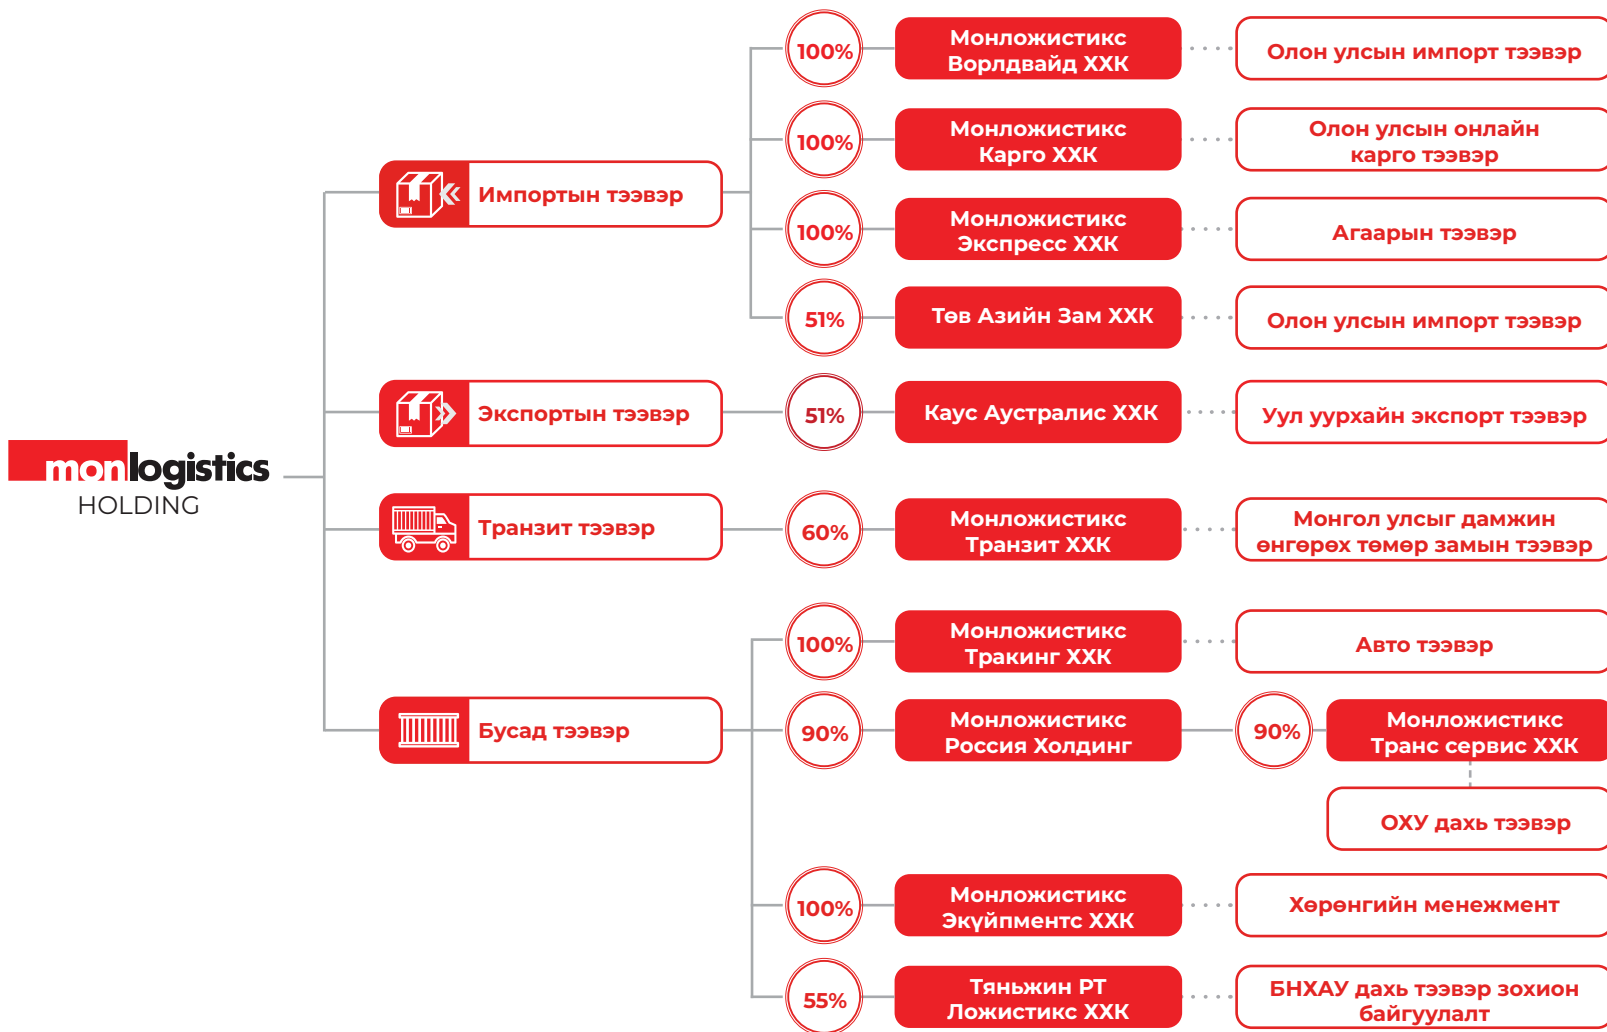 monlogistics
HOLDING
Импортын тээвэр
100%
Монложистикс
Ворлдвайд ХХК
Олон улсын импорт тээвэр
100%
Монложистикс
Карго ХХК
Олон улсын онлайн
карго тээвэр
100%
Монложистикс
Экспресс ХХК
Агаарын тээвэр
51%
Төв Азийн Зам ХХК
Олон улсын импорт тээвэр
Экспортын тээвэр
51%
Каус Аустралис ХХК
Уул уурхайн экспорт тээвэр
Транзит тээвэр
60%
Монложистикс
Транзит ХХК
Монгол улсыг дамжин
өнгөрөх төмөр замын тээвэр
Бусад тээвэр
100%
Монложистикс
Тракинг ХХК
Авто тээвэр
90%
Монложистикс
Россия Холдинг
90%
Монложистикс
Транс сервис ХХК
ОХУ дахь тээвэр
100%
Монложистикс
Экүйпментс ХХК
Хөрөнгийн менежмент
55%
Тяньжин РТ
Ложистикс ХХК
БНХАУ дахь тээвэр зохион
байгуулалт